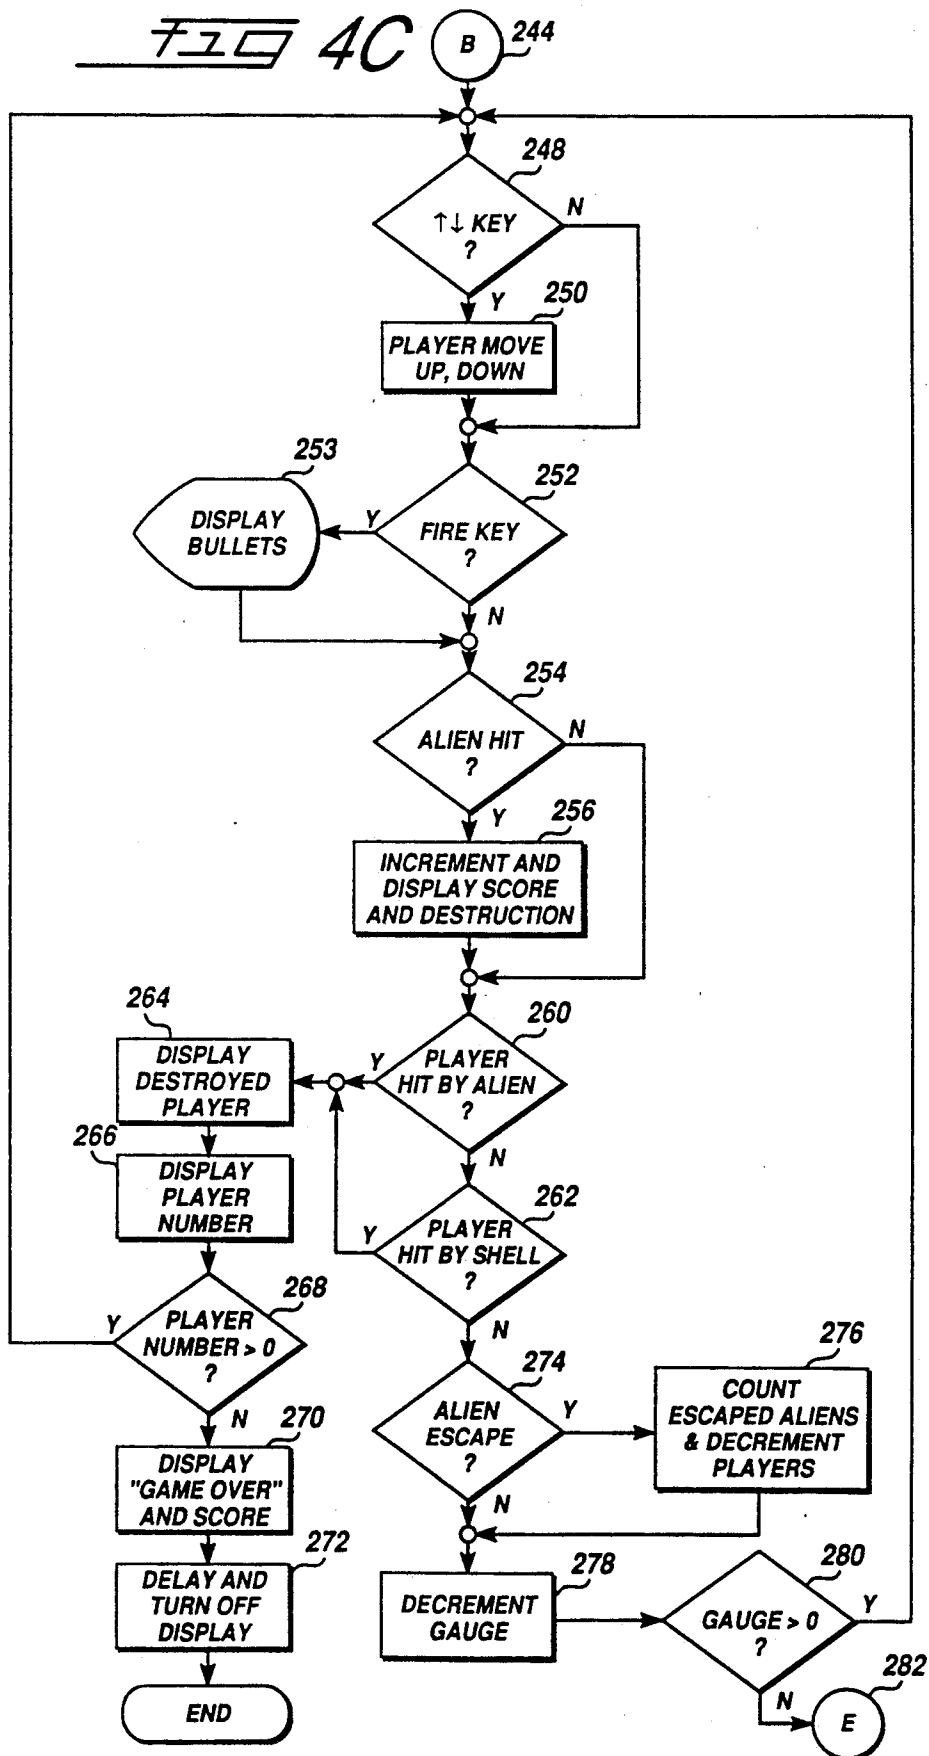 Fig 4C
B
244
248
↑↓ KEY
?
N
Y
250
PLAYER MOVE
UP, DOWN
253
DISPLAY
BULLETS
252
Y
FIRE KEY
?
N
254
ALIEN HIT
?
N
Y
256
INCREMENT AND
DISPLAY SCORE
AND DESTRUCTION
264
DISPLAY
DESTROYED
PLAYER
260
Y
PLAYER
HIT BY ALIEN
?
N
266
DISPLAY
PLAYER
NUMBER
262
Y
PLAYER
HIT BY SHELL
?
N
268
Y
PLAYER
NUMBER > 0
?
N
274
ALIEN
ESCAPE
?
Y
N
276
COUNT
ESCAPED ALIENS
& DECREMENT
PLAYERS
270
DISPLAY
"GAME OVER"
AND SCORE
272
DELAY AND
TURN OFF
DISPLAY
END
278
DECREMENT
GAUGE
280
GAUGE > 0
?
Y
N
282
E